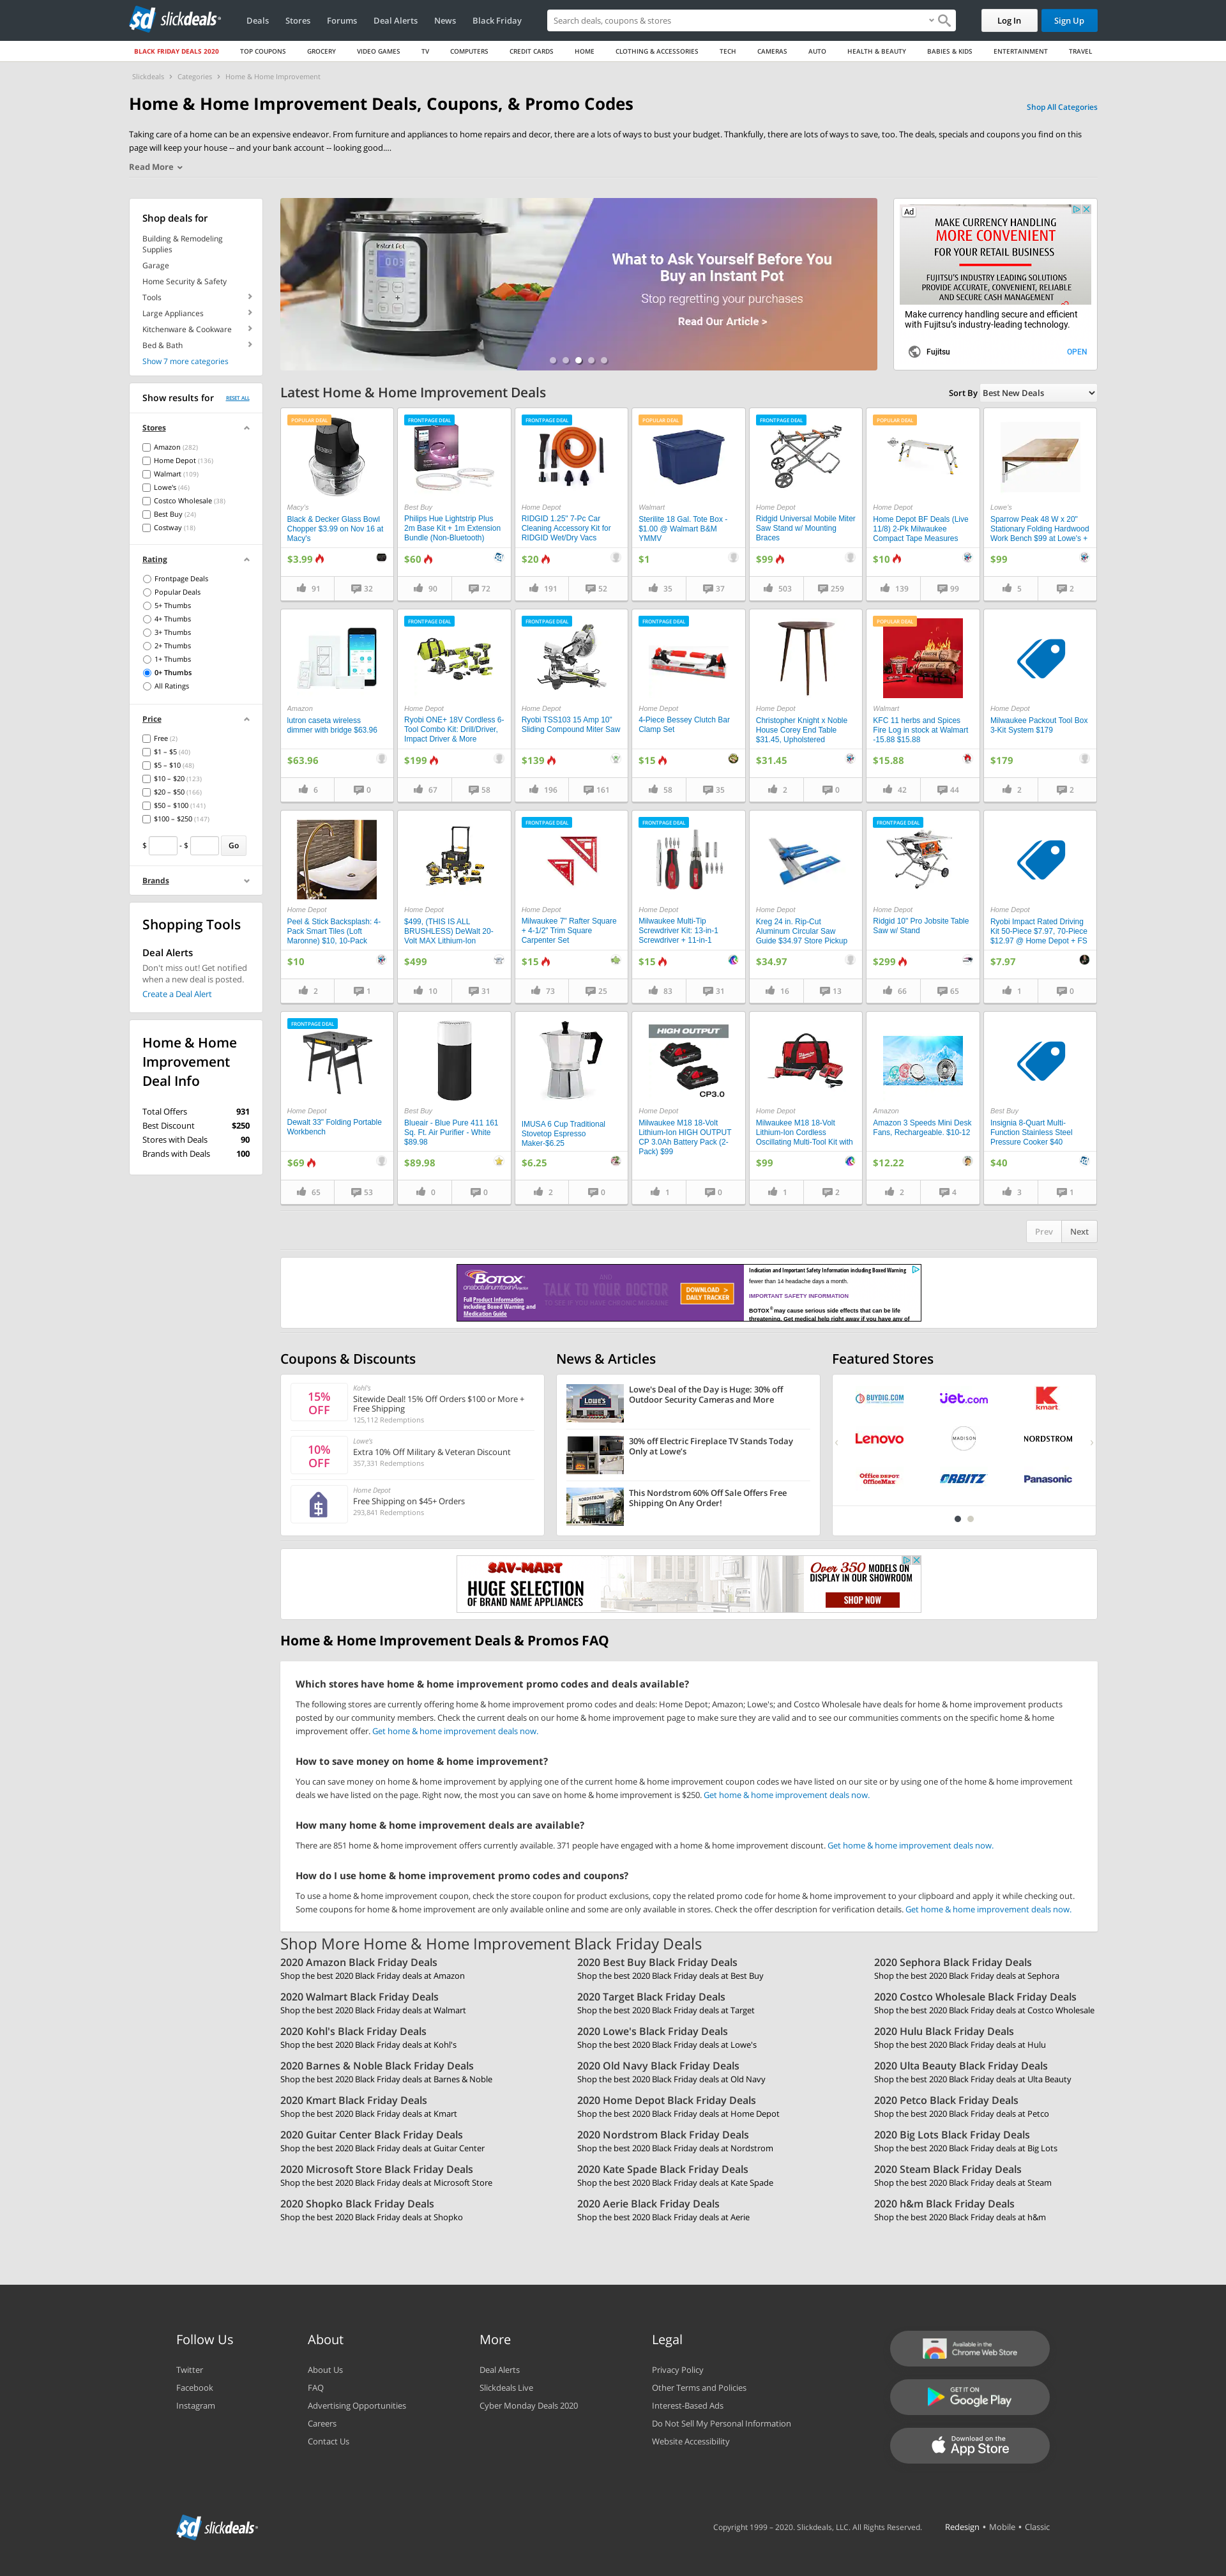 slickdeals
Deals
Stores
Forums
Deal Alerts
News
Black Friday
Search deals, coupons & stores
Log In
Sign Up
BLACK FRIDAY DEALS 2020
TOP COUPONS
GROCERY
VIDEO GAMES
TV
COMPUTERS
CREDIT CARDS
HOME
CLOTHING & ACCESSORIES
TECH
CAMERAS
AUTO
HEALTH & BEAUTY
BABIES & KIDS
ENTERTAINMENT
TRAVEL
Slickdeals › Categories › Home & Home Improvement
Home & Home Improvement Deals, Coupons, & Promo Codes
Shop All Categories
Taking care of a home can be an expensive endeavor. From furniture and appliances to home repairs and decor, there are a lots of ways to bust your budget. Thankfully, there are lots of ways to save, too. The deals, specials and coupons you find on this
page will keep your house -- and your bank account -- looking good....
Read More
Shop deals for
Building & Remodeling
Supplies
Garage
Home Security & Safety
Tools
Large Appliances
Kitchenware & Cookware
Bed & Bath
Show 7 more categories
Show results for
RESET ALL
Stores
Amazon (282)
Home Depot (136)
Walmart (109)
Lowe's (46)
Costco Wholesale (38)
Best Buy (24)
Costway (18)
Rating
Frontpage Deals
Popular Deals
5+ Thumbs
4+ Thumbs
3+ Thumbs
2+ Thumbs
1+ Thumbs
0+ Thumbs
All Ratings
Price
Free (2)
$1 – $5 (40)
$5 – $10 (48)
$10 – $20 (123)
$20 – $50 (166)
$50 – $100 (141)
$100 – $250 (147)
$ - $ Go
Brands
Shopping Tools
Deal Alerts
Don't miss out! Get notified
when a new deal is posted.
Create a Deal Alert
Home & Home
Improvement
Deal Info
Total Offers 931
Best Discount $250
Stores with Deals 90
Brands with Deals 100
Instant Pot
What to Ask Yourself Before You
Buy an Instant Pot
Stop regretting your purchases
Read Our Article >
Ad
MAKE CURRENCY HANDLING
MORE CONVENIENT
FOR YOUR RETAIL BUSINESS
FUJITSU'S INDUSTRY LEADING SOLUTIONS
PROVIDE ACCURATE, CONVENIENT, RELIABLE
AND SECURE CASH MANAGEMENT
Make currency handling secure and efficient
with Fujitsu's industry-leading technology.
Fujitsu
OPEN
Latest Home & Home Improvement Deals
Sort By Best New Deals
POPULAR DEAL
Macy's
Black & Decker Glass Bowl
Chopper $3.99 on Nov 16 at
Macy's
$3.99
91
32
FRONTPAGE DEAL
Best Buy
Philips Hue Lightstrip Plus
2m Base Kit + 1m Extension
Bundle (Non-Bluetooth)
$60
90
72
FRONTPAGE DEAL
Home Depot
RIDGID 1.25" 7-Pc Car
Cleaning Accessory Kit for
RIDGID Wet/Dry Vacs
$20
191
52
POPULAR DEAL
Walmart
Sterilite 18 Gal. Tote Box -
$1.00 @ Walmart B&M
YMMV
$1
35
37
FRONTPAGE DEAL
Home Depot
Ridgid Universal Mobile Miter
Saw Stand w/ Mounting
Braces
$99
503
259
POPULAR DEAL
Home Depot
Home Depot BF Deals (Live
11/8) 2-Pk Milwaukee
Compact Tape Measures
$10
139
99
Lowe's
Sparrow Peak 48 W x 20"
Stationary Folding Hardwood
Work Bench $99 at Lowe's +
$99
5
2
Amazon
lutron caseta wireless
dimmer with bridge $63.96
$63.96
6
0
FRONTPAGE DEAL
Home Depot
Ryobi ONE+ 18V Cordless 6-
Tool Combo Kit: Drill/Driver,
Impact Driver & More
$199
67
58
FRONTPAGE DEAL
Home Depot
Ryobi TSS103 15 Amp 10"
Sliding Compound Miter Saw
$139
196
161
FRONTPAGE DEAL
Home Depot
4-Piece Bessey Clutch Bar
Clamp Set
$15
58
35
Home Depot
Christopher Knight x Noble
House Corey End Table
$31.45, Upholstered
$31.45
2
0
POPULAR DEAL
Walmart
KFC 11 herbs and Spices
Fire Log in stock at Walmart
-15.88 $15.88
$15.88
42
44
Home Depot
Milwaukee Packout Tool Box
3-Kit System $179
$179
2
2
Home Depot
Peel & Stick Backsplash: 4-
Pack Smart Tiles (Loft
Maronne) $10, 10-Pack
$10
2
1
Home Depot
$499, (THIS IS ALL
BRUSHLESS) DeWalt 20-
Volt MAX Lithium-Ion
$499
10
31
FRONTPAGE DEAL
Home Depot
Milwaukee 7" Rafter Square
+ 4-1/2" Trim Square
Carpenter Set
$15
73
25
FRONTPAGE DEAL
Home Depot
Milwaukee Multi-Tip
Screwdriver Kit: 13-in-1
Screwdriver + 11-in-1
$15
83
31
Home Depot
Kreg 24 in. Rip-Cut
Aluminum Circular Saw
Guide $34.97 Store Pickup
$34.97
16
13
FRONTPAGE DEAL
Home Depot
Ridgid 10" Pro Jobsite Table
Saw w/ Stand
$299
66
65
Home Depot
Ryobi Impact Rated Driving
Kit 50-Piece $7.97, 70-Piece
$12.97 @ Home Depot + FS
$7.97
1
0
FRONTPAGE DEAL
Home Depot
Dewalt 33" Folding Portable
Workbench
$69
65
53
Best Buy
Blueair - Blue Pure 411 161
Sq. Ft. Air Purifier - White
$89.98
$89.98
0
0
IMUSA 6 Cup Traditional
Stovetop Espresso
Maker-$6.25
$6.25
2
0
HIGH OUTPUT
CP3.0
Home Depot
Milwaukee M18 18-Volt
Lithium-Ion HIGH OUTPUT
CP 3.0Ah Battery Pack (2-
Pack) $99
1
0
Home Depot
Milwaukee M18 18-Volt
Lithium-Ion Cordless
Oscillating Multi-Tool Kit with
$99
1
2
Amazon
Amazon 3 Speeds Mini Desk
Fans, Rechargeable. $10-12
$12.22
2
4
Best Buy
Insignia 8-Quart Multi-
Function Stainless Steel
Pressure Cooker $40
$40
3
1
Prev
Next
BOTOX
onabotulinumtoxinA
Full Product Information
including Boxed Warning and
Medication Guide
TALK TO YOUR DOCTOR
DOWNLOAD >
DAILY TRACKER
Indication and Important Safety Information including Boxed Warning
fewer than 14 headache days a month.
IMPORTANT SAFETY INFORMATION
BOTOX® may cause serious side effects that can be life
threatening. Get medical help right away if you have any of
Coupons & Discounts
15%
OFF
Kohl's
Sitewide Deal! 15% Off Orders $100 or More +
Free Shipping
125,112 Redemptions
10%
OFF
Lowe's
Extra 10% Off Military & Veteran Discount
357,331 Redemptions
Home Depot
Free Shipping on $45+ Orders
293,841 Redemptions
News & Articles
LOWE'S
Lowe's Deal of the Day is Huge: 30% off
Outdoor Security Cameras and More
30% off Electric Fireplace TV Stands Today
Only at Lowe's
NORDSTROM
This Nordstrom 60% Off Sale Offers Free
Shipping On Any Order!
Featured Stores
BUYDIG.COM
Jet.com
kmart
Lenovo
MADISON
NORDSTROM
Office DEPOT
OfficeMax
ORBITZ
Panasonic
SAV-MART
HUGE SELECTION
OF BRAND NAME APPLIANCES
Over 350 MODELS ON
DISPLAY IN OUR SHOWROOM
SHOP NOW
Home & Home Improvement Deals & Promos FAQ
Which stores have home & home improvement promo codes and deals available?
The following stores are currently offering home & home improvement promo codes and deals: Home Depot; Amazon; Lowe's; and Costco Wholesale have deals for home & home improvement products
posted by our community members. Check the current deals on our home & home improvement page to make sure they are valid and to see our communities comments on the specific home & home
improvement offer. Get home & home improvement deals now.
How to save money on home & home improvement?
You can save money on home & home improvement by applying one of the current home & home improvement coupon codes we have listed on our site or by using one of the home & home improvement
deals we have listed on the page. Right now, the most you can save on home & home improvement is $250. Get home & home improvement deals now.
How many home & home improvement deals are available?
There are 851 home & home improvement offers currently available. 371 people have engaged with a home & home improvement discount. Get home & home improvement deals now.
How do I use home & home improvement promo codes and coupons?
To use a home & home improvement coupon, check the store coupon for product exclusions, copy the related promo code for home & home improvement to your clipboard and apply it while checking out.
Some coupons for home & home improvement are only available online and some are only available in stores. Check the offer description for verification details. Get home & home improvement deals now.
Shop More Home & Home Improvement Black Friday Deals
2020 Amazon Black Friday Deals
Shop the best 2020 Black Friday deals at Amazon
2020 Best Buy Black Friday Deals
Shop the best 2020 Black Friday deals at Best Buy
2020 Sephora Black Friday Deals
Shop the best 2020 Black Friday deals at Sephora
2020 Walmart Black Friday Deals
Shop the best 2020 Black Friday deals at Walmart
2020 Target Black Friday Deals
Shop the best 2020 Black Friday deals at Target
2020 Costco Wholesale Black Friday Deals
Shop the best 2020 Black Friday deals at Costco Wholesale
2020 Kohl's Black Friday Deals
Shop the best 2020 Black Friday deals at Kohl's
2020 Lowe's Black Friday Deals
Shop the best 2020 Black Friday deals at Lowe's
2020 Hulu Black Friday Deals
Shop the best 2020 Black Friday deals at Hulu
2020 Barnes & Noble Black Friday Deals
Shop the best 2020 Black Friday deals at Barnes & Noble
2020 Old Navy Black Friday Deals
Shop the best 2020 Black Friday deals at Old Navy
2020 Ulta Beauty Black Friday Deals
Shop the best 2020 Black Friday deals at Ulta Beauty
2020 Kmart Black Friday Deals
Shop the best 2020 Black Friday deals at Kmart
2020 Home Depot Black Friday Deals
Shop the best 2020 Black Friday deals at Home Depot
2020 Petco Black Friday Deals
Shop the best 2020 Black Friday deals at Petco
2020 Guitar Center Black Friday Deals
Shop the best 2020 Black Friday deals at Guitar Center
2020 Nordstrom Black Friday Deals
Shop the best 2020 Black Friday deals at Nordstrom
2020 Big Lots Black Friday Deals
Shop the best 2020 Black Friday deals at Big Lots
2020 Microsoft Store Black Friday Deals
Shop the best 2020 Black Friday deals at Microsoft Store
2020 Kate Spade Black Friday Deals
Shop the best 2020 Black Friday deals at Kate Spade
2020 Steam Black Friday Deals
Shop the best 2020 Black Friday deals at Steam
2020 Shopko Black Friday Deals
Shop the best 2020 Black Friday deals at Shopko
2020 Aerie Black Friday Deals
Shop the best 2020 Black Friday deals at Aerie
2020 h&m Black Friday Deals
Shop the best 2020 Black Friday deals at h&m
Follow Us
Twitter
Facebook
Instagram
About
About Us
FAQ
Advertising Opportunities
Careers
Contact Us
More
Deal Alerts
Slickdeals Live
Cyber Monday Deals 2020
Legal
Privacy Policy
Other Terms and Policies
Interest-Based Ads
Do Not Sell My Personal Information
Website Accessibility
Available in the
Chrome Web Store
GET IT ON
Google Play
Download on the
App Store
slickdeals
Copyright 1999 – 2020. Slickdeals, LLC. All Rights Reserved.
Redesign • Mobile • Classic